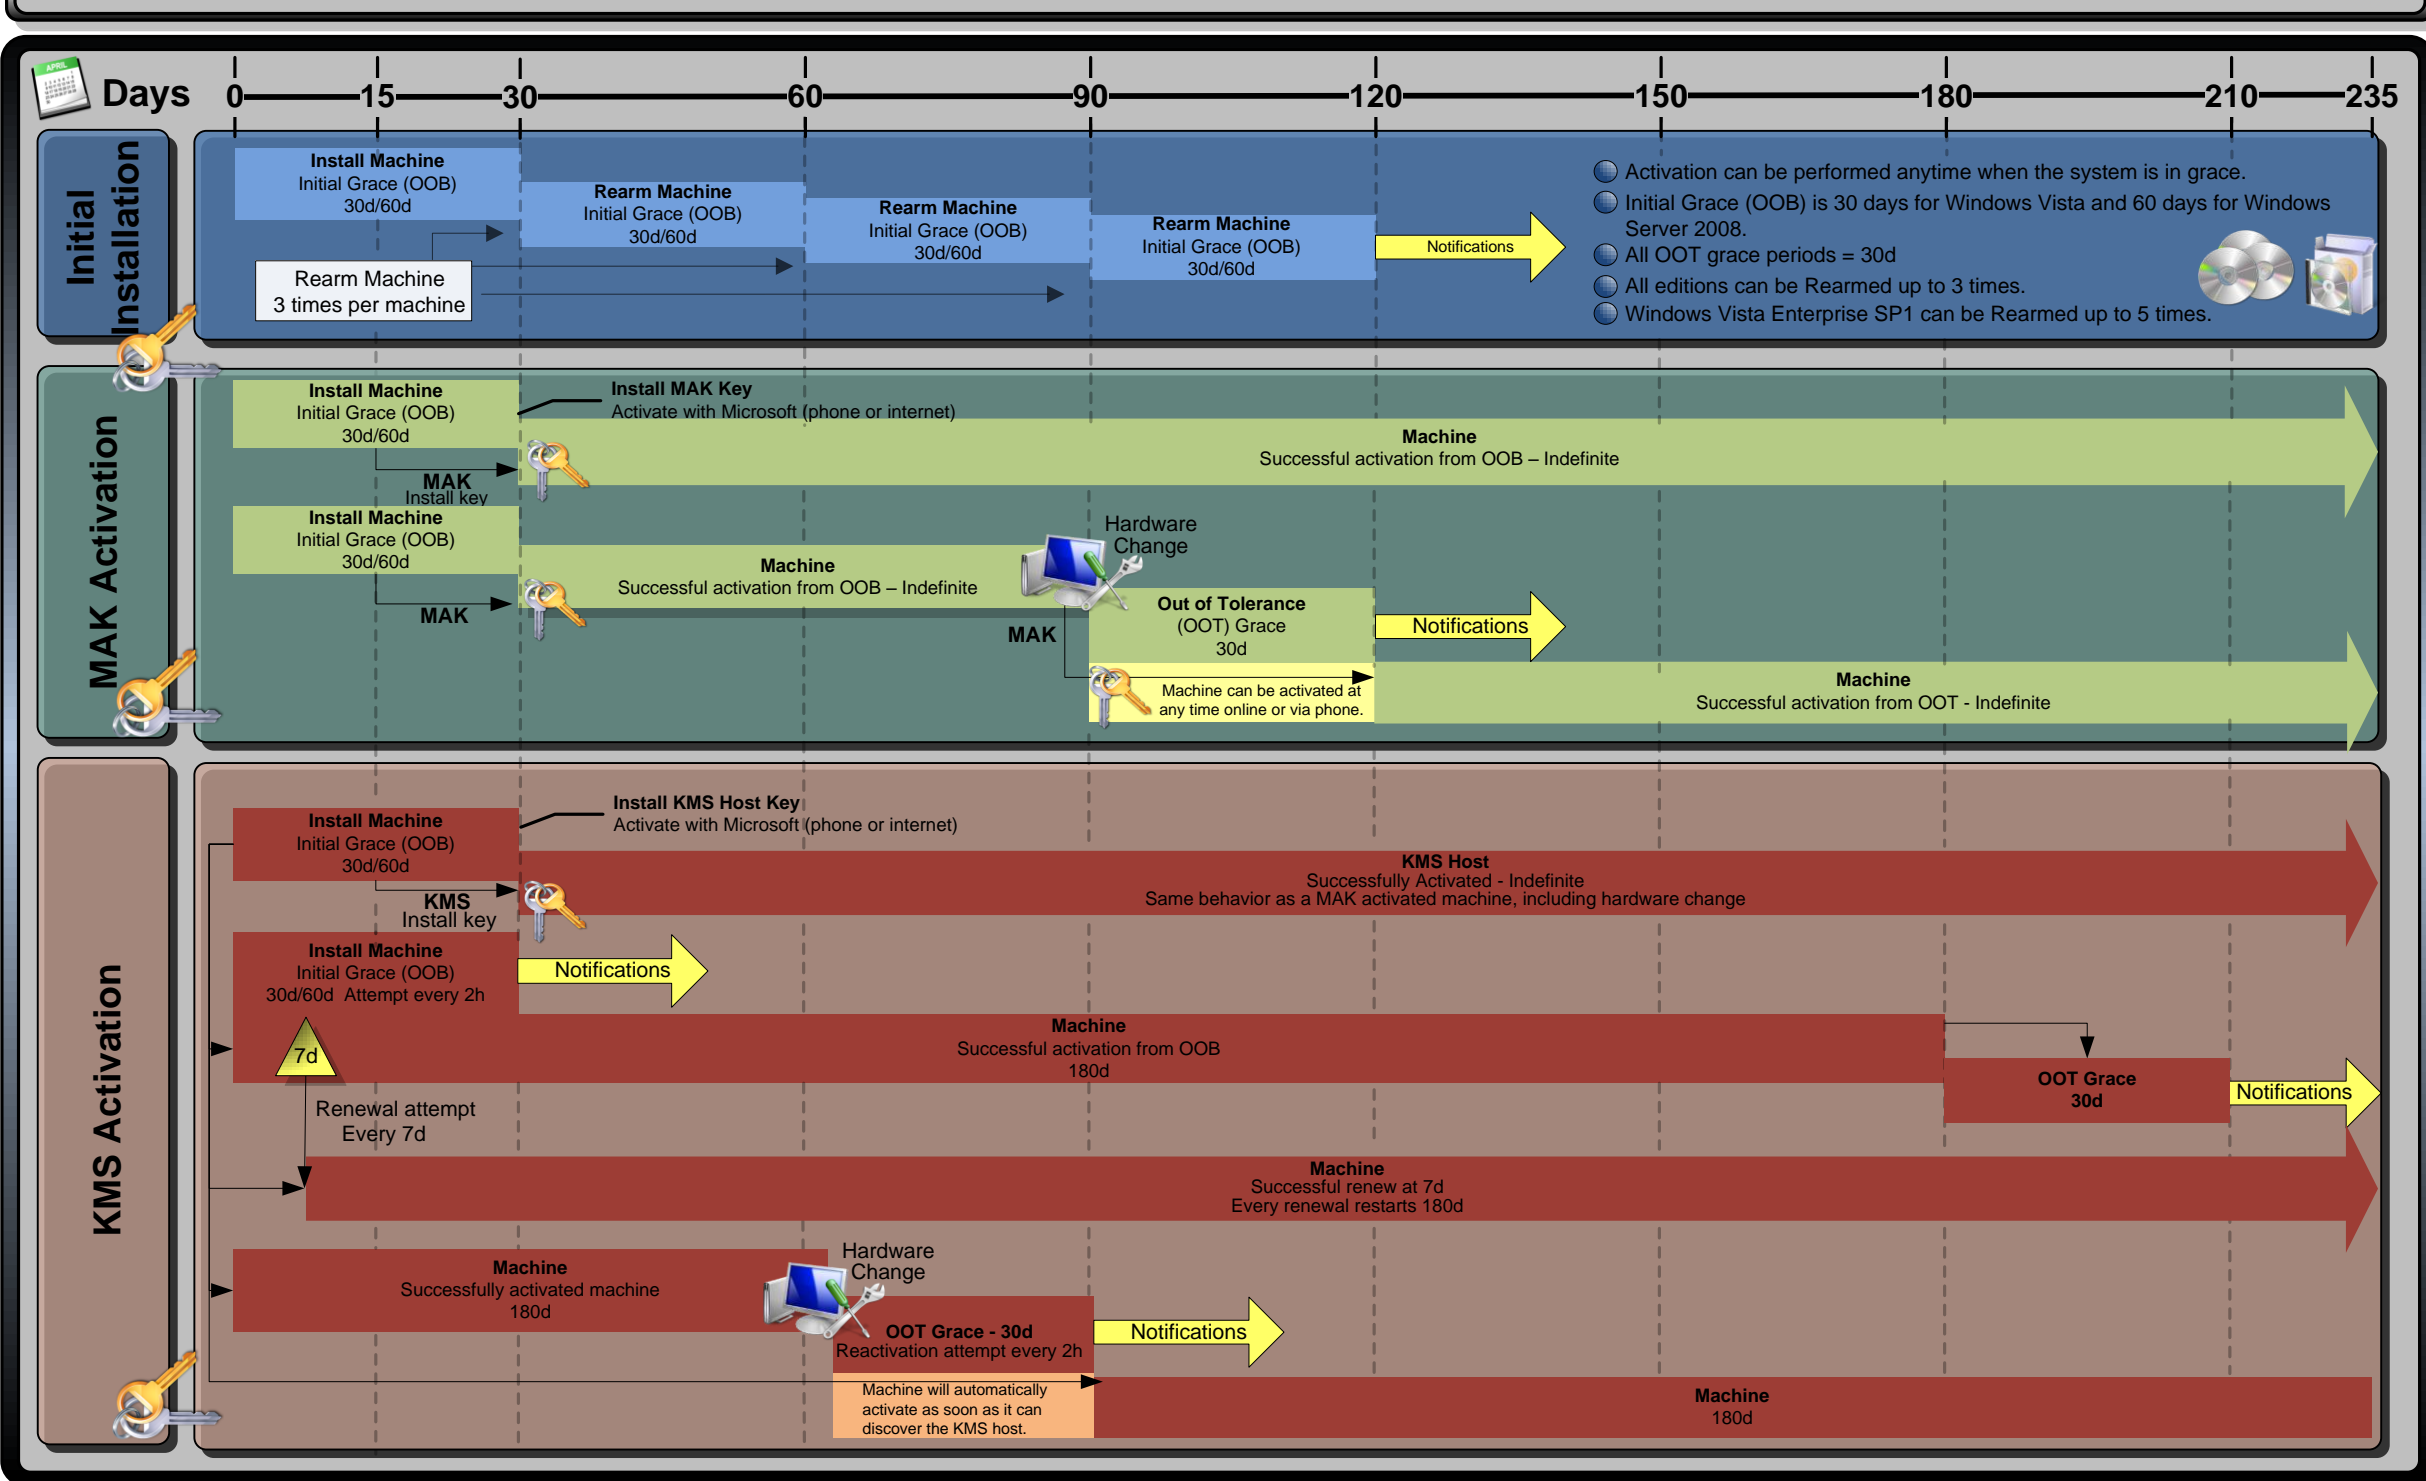 APRIL
Days
0
15
30
60
90
120
150
180
210
235
Initial
Installation
Install Machine
Initial Grace (OOB)
30d/60d
Rearm Machine
Initial Grace (OOB)
30d/60d
Rearm Machine
Initial Grace (OOB)
30d/60d
Rearm Machine
Initial Grace (OOB)
30d/60d
Rearm Machine
3 times per machine
Notifications
Activation can be performed anytime when the system is in grace.
Initial Grace (OOB) is 30 days for Windows Vista and 60 days for Windows
Server 2008.
All OOT grace periods = 30d
All editions can be Rearmed up to 3 times.
Windows Vista Enterprise SP1 can be Rearmed up to 5 times.
MAK Activation
Install Machine
Initial Grace (OOB)
30d/60d
Install MAK Key
Activate with Microsoft (phone or internet)
MAK
Install key
Machine
Successful activation from OOB – Indefinite
Install Machine
Initial Grace (OOB)
30d/60d
MAK
Machine
Successful activation from OOB – Indefinite
Hardware
Change
MAK
Out of Tolerance
(OOT) Grace
30d
Notifications
Machine can be activated at
any time online or via phone.
Machine
Successful activation from OOT - Indefinite
KMS Activation
Install Machine
Initial Grace (OOB)
30d/60d
Install KMS Host Key
Activate with Microsoft (phone or internet)
KMS
Install key
KMS Host
Successfully Activated - Indefinite
Same behavior as a MAK activated machine, including hardware change
Install Machine
Initial Grace (OOB)
30d/60d Attempt every 2h
Notifications
7d
Machine
Successful activation from OOB
180d
OOT Grace
30d
Notifications
Renewal attempt
Every 7d
Machine
Successful renew at 7d
Every renewal restarts 180d
Machine
Successfully activated machine
180d
Hardware
Change
OOT Grace - 30d
Reactivation attempt every 2h
Notifications
Machine will automatically
activate as soon as it can
discover the KMS host.
Machine
180d